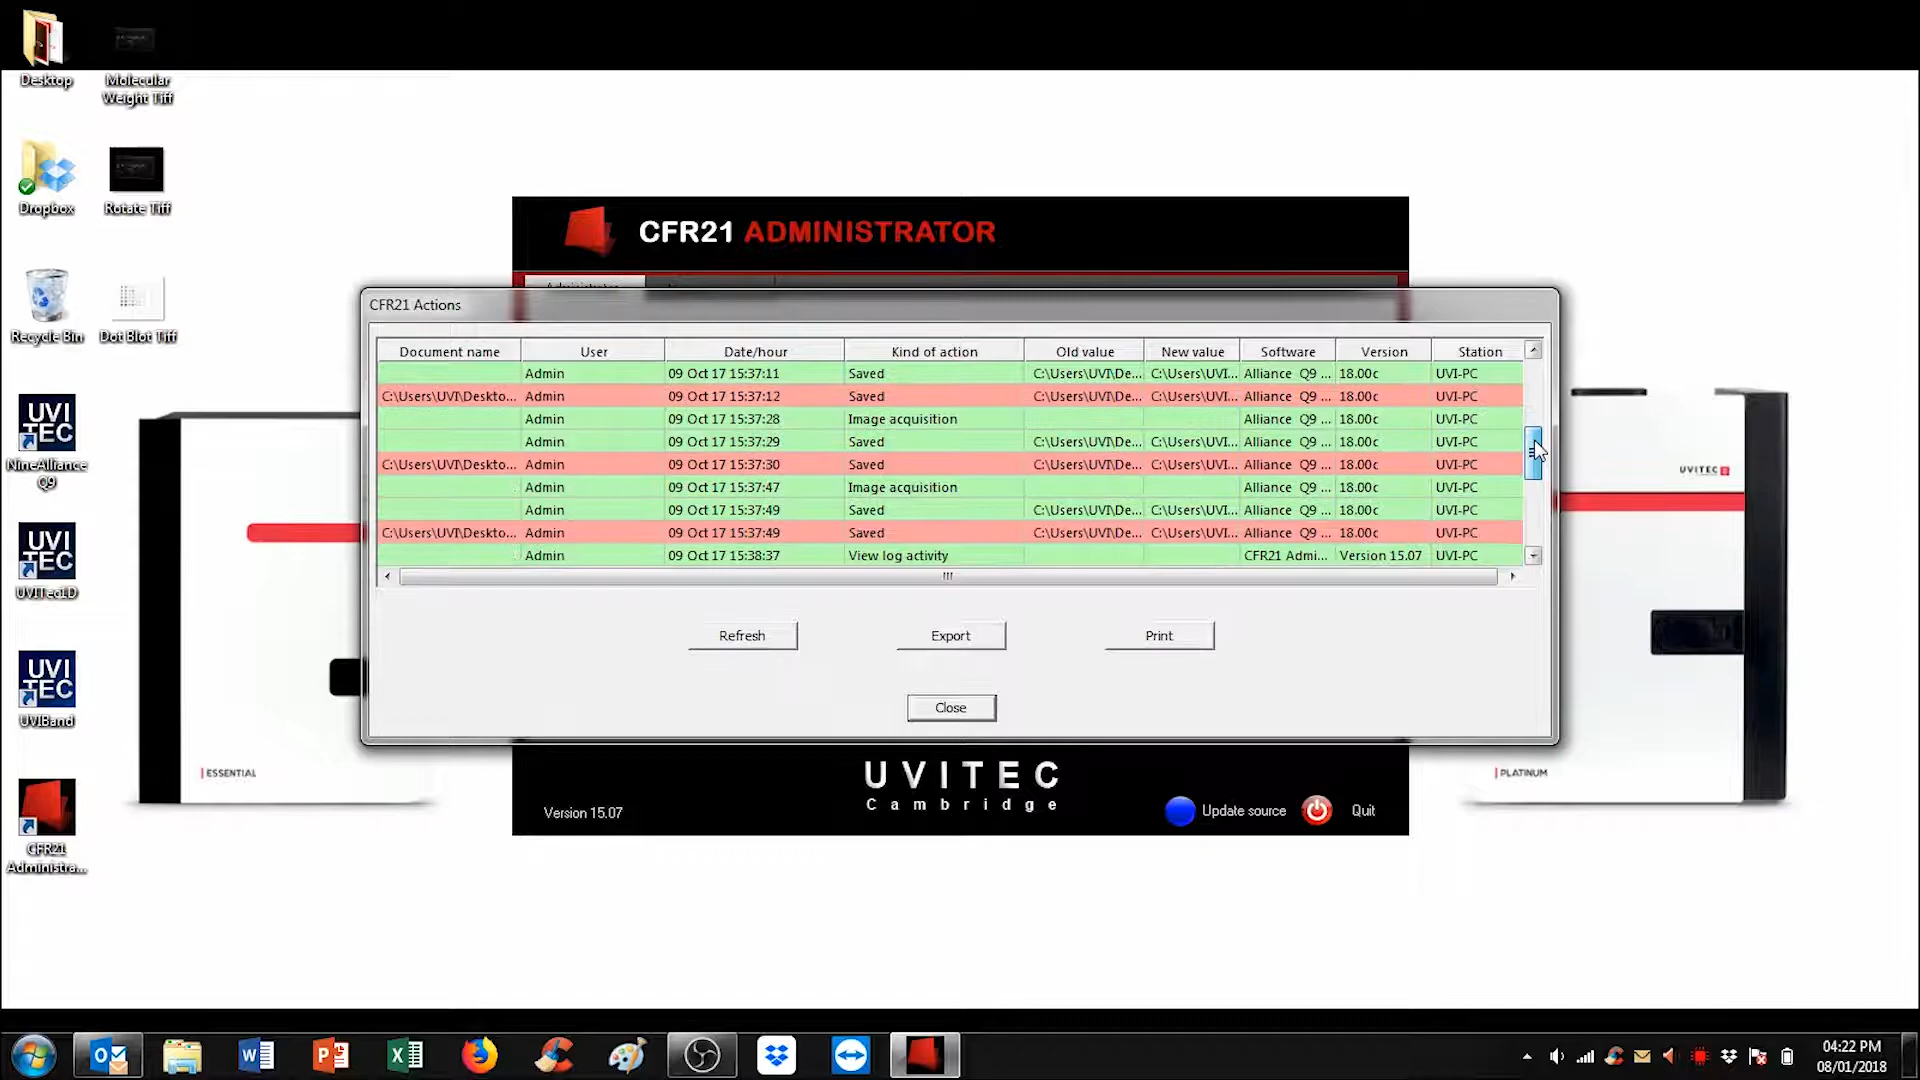 Desktop
Molecular
Weight Tiff
Dropbox
Rotate Tiff
Recycle Bin
Dot Blot Tiff
UVI
TEC
NineAlliance
Q9
UVI
TEC
UVITec1D
UVI
TEC
UVIBand
CFR21
Administra...
CFR21 ADMINISTRATOR
CFR21 Actions
Document name User Date/hour Kind of action Old value New value Software Version Station
Admin 09 Oct 17 15:37:11 Saved C:\Users\UVI\De... C:\Users\UVI... Alliance Q9 ... 18.00c UVI-PC
C:\Users\UVI\Deskto... Admin 09 Oct 17 15:37:12 Saved C:\Users\UVI\De... C:\Users\UVI... Alliance Q9 ... 18.00c UVI-PC
Admin 09 Oct 17 15:37:28 Image acquisition Alliance Q9 ... 18.00c UVI-PC
Admin 09 Oct 17 15:37:29 Saved C:\Users\UVI\De... C:\Users\UVI... Alliance Q9 ... 18.00c UVI-PC
C:\Users\UVI\Deskto... Admin 09 Oct 17 15:37:30 Saved C:\Users\UVI\De... C:\Users\UVI... Alliance Q9 ... 18.00c UVI-PC
Admin 09 Oct 17 15:37:47 Image acquisition Alliance Q9 ... 18.00c UVI-PC
Admin 09 Oct 17 15:37:49 Saved C:\Users\UVI\De... C:\Users\UVI... Alliance Q9 ... 18.00c UVI-PC
C:\Users\UVI\Deskto... Admin 09 Oct 17 15:37:49 Saved C:\Users\UVI\De... C:\Users\UVI... Alliance Q9 ... 18.00c UVI-PC
Admin 09 Oct 17 15:38:37 View log activity CFR21 Admi... Version 15.07 UVI-PC
Refresh Export Print
Close
UVITEC
Cambridge
Version 15.07
Update source
Quit
ESSENTIAL
UVITEC
PLATINUM
04:22 PM
08/01/2018